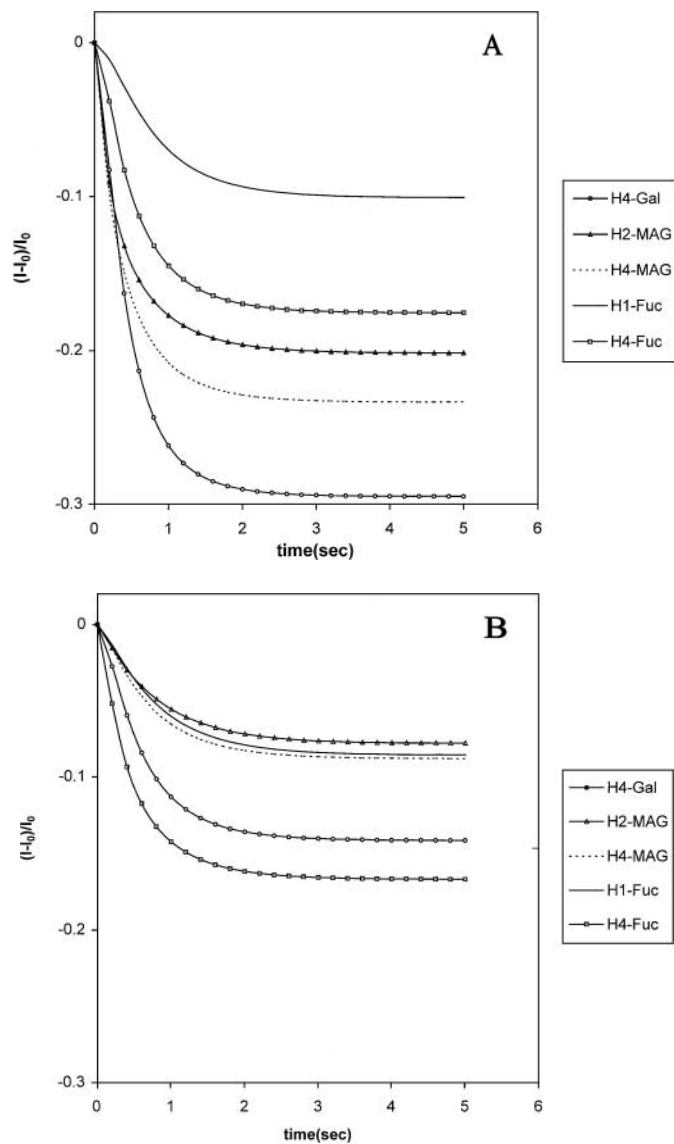 A
0
-0.1
-0.2
-0.3
(I-I₀)/I₀
0 1 2 3 4 5 6
time(sec)
H4-Gal
H2-MAG
H4-MAG
H1-Fuc
H4-Fuc
B
0
-0.1
-0.2
-0.3
(I-I₀)/I₀
0 1 2 3 4 5 6
time(sec)
H4-Gal
H2-MAG
H4-MAG
H1-Fuc
H4-Fuc